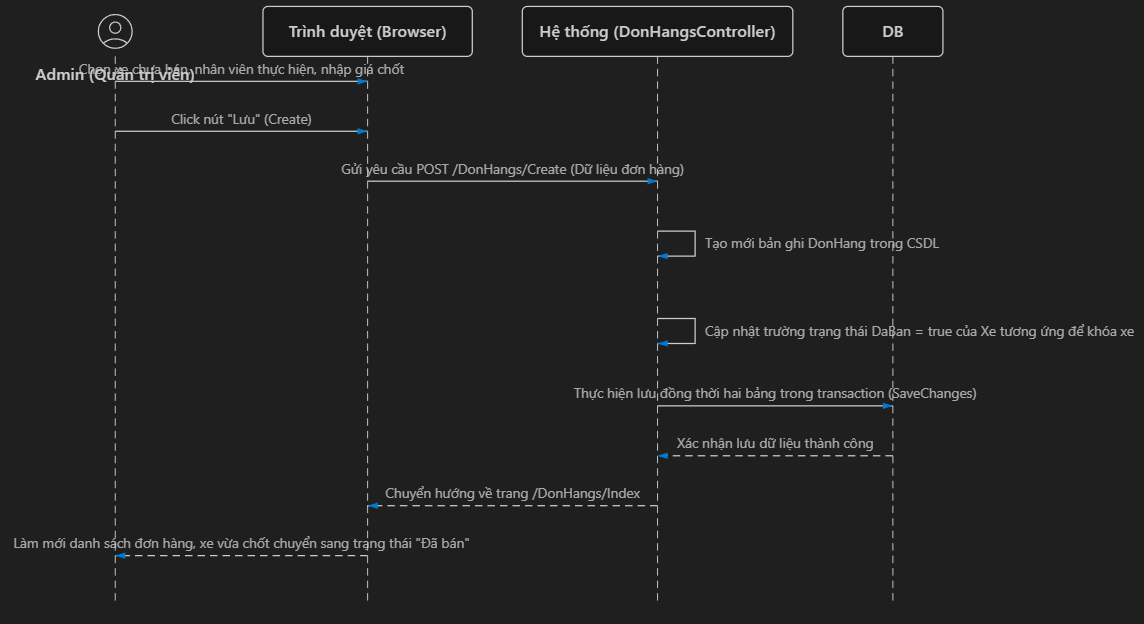 Trình duyệt (Browser)
Hệ thống (DonHangsController)
DB
Admin (Quản trị viên)
Chọn xe chưa bán, nhân viên thực hiện, nhập giá chốt
Click nút "Lưu" (Create)
Gửi yêu cầu POST /DonHangs/Create (Dữ liệu đơn hàng)
Tạo mới bản ghi DonHang trong CSDL
Cập nhật trường trạng thái DaBan = true của Xe tương ứng để khóa xe
Thực hiện lưu đồng thời hai bảng trong transaction (SaveChanges)
Xác nhận lưu dữ liệu thành công
Chuyển hướng về trang /DonHangs/Index
Làm mới danh sách đơn hàng, xe vừa chốt chuyển sang trạng thái "Đã bán"